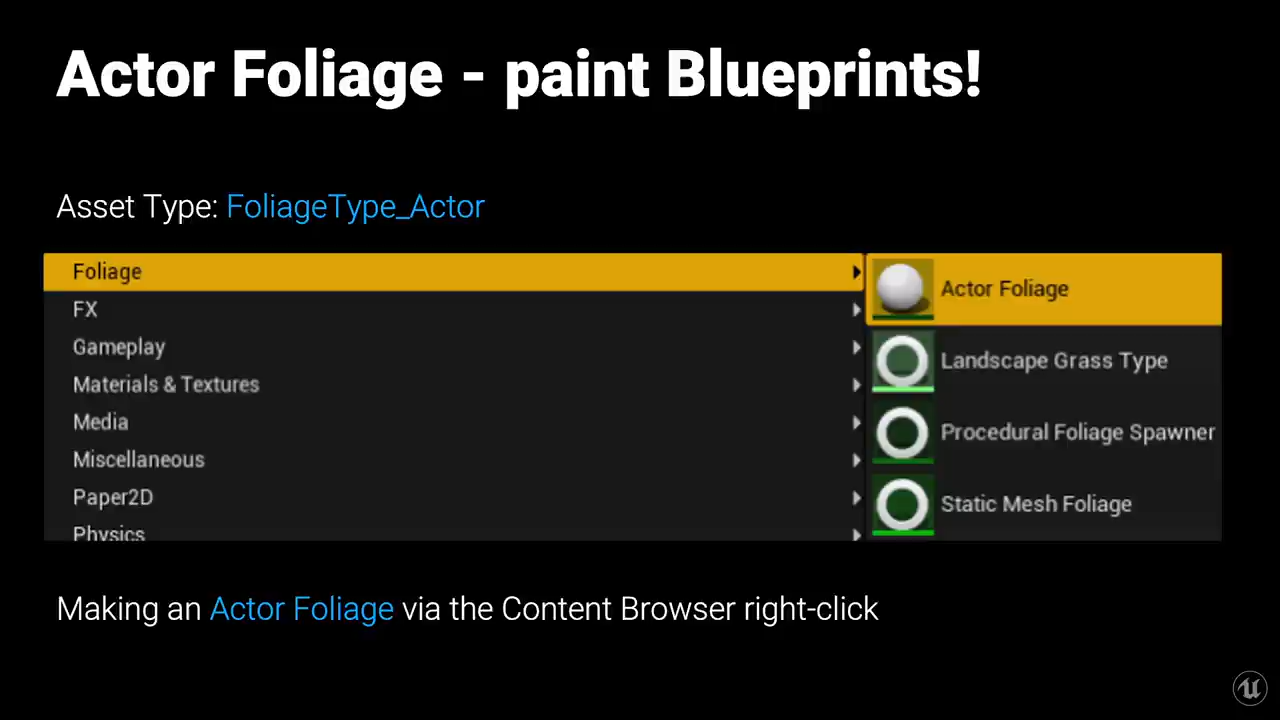 Actor Foliage - paint Blueprints!
Asset Type: FoliageType_Actor
Foliage
FX
Gameplay
Materials & Textures
Media
Miscellaneous
Paper2D
Physics
Actor Foliage
Landscape Grass Type
Procedural Foliage Spawner
Static Mesh Foliage
Making an Actor Foliage via the Content Browser right-click